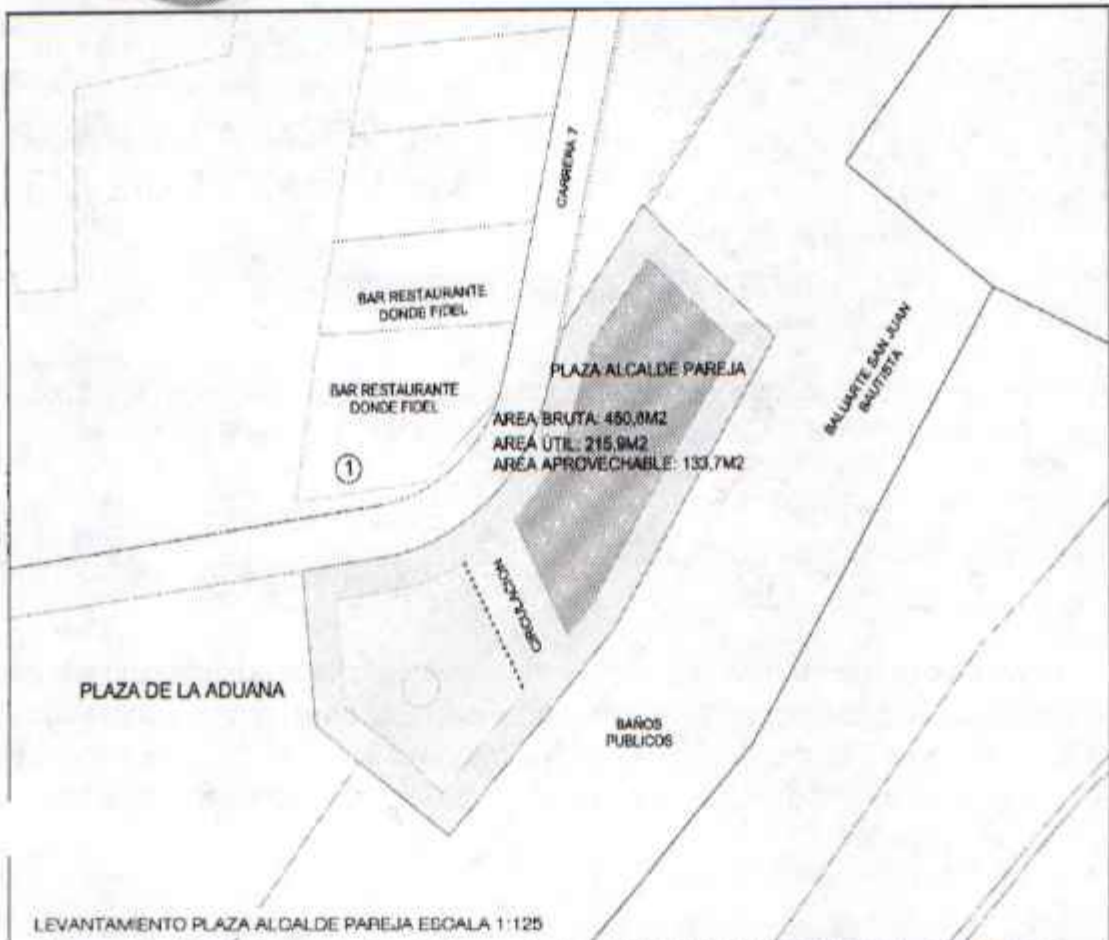 CARRERA 7
BAR RESTAURANTE
DONDE FIDEL
BALUARTE SAN JUAN
BAUTISTA
PLAZA ALCALDE PAREJA
BAR RESTAURANTE
DONDE FIDEL
AREA BRUTA: 450,6M2
AREA ÚTIL: 215,9M2
AREA APROVECHABLE: 133,7M2
1
CIRCULACION
PLAZA DE LA ADUANA
BAÑOS
PUBLICOS
LEVANTAMIENTO PLAZA ALCALDE PAREJA ESCALA 1:125